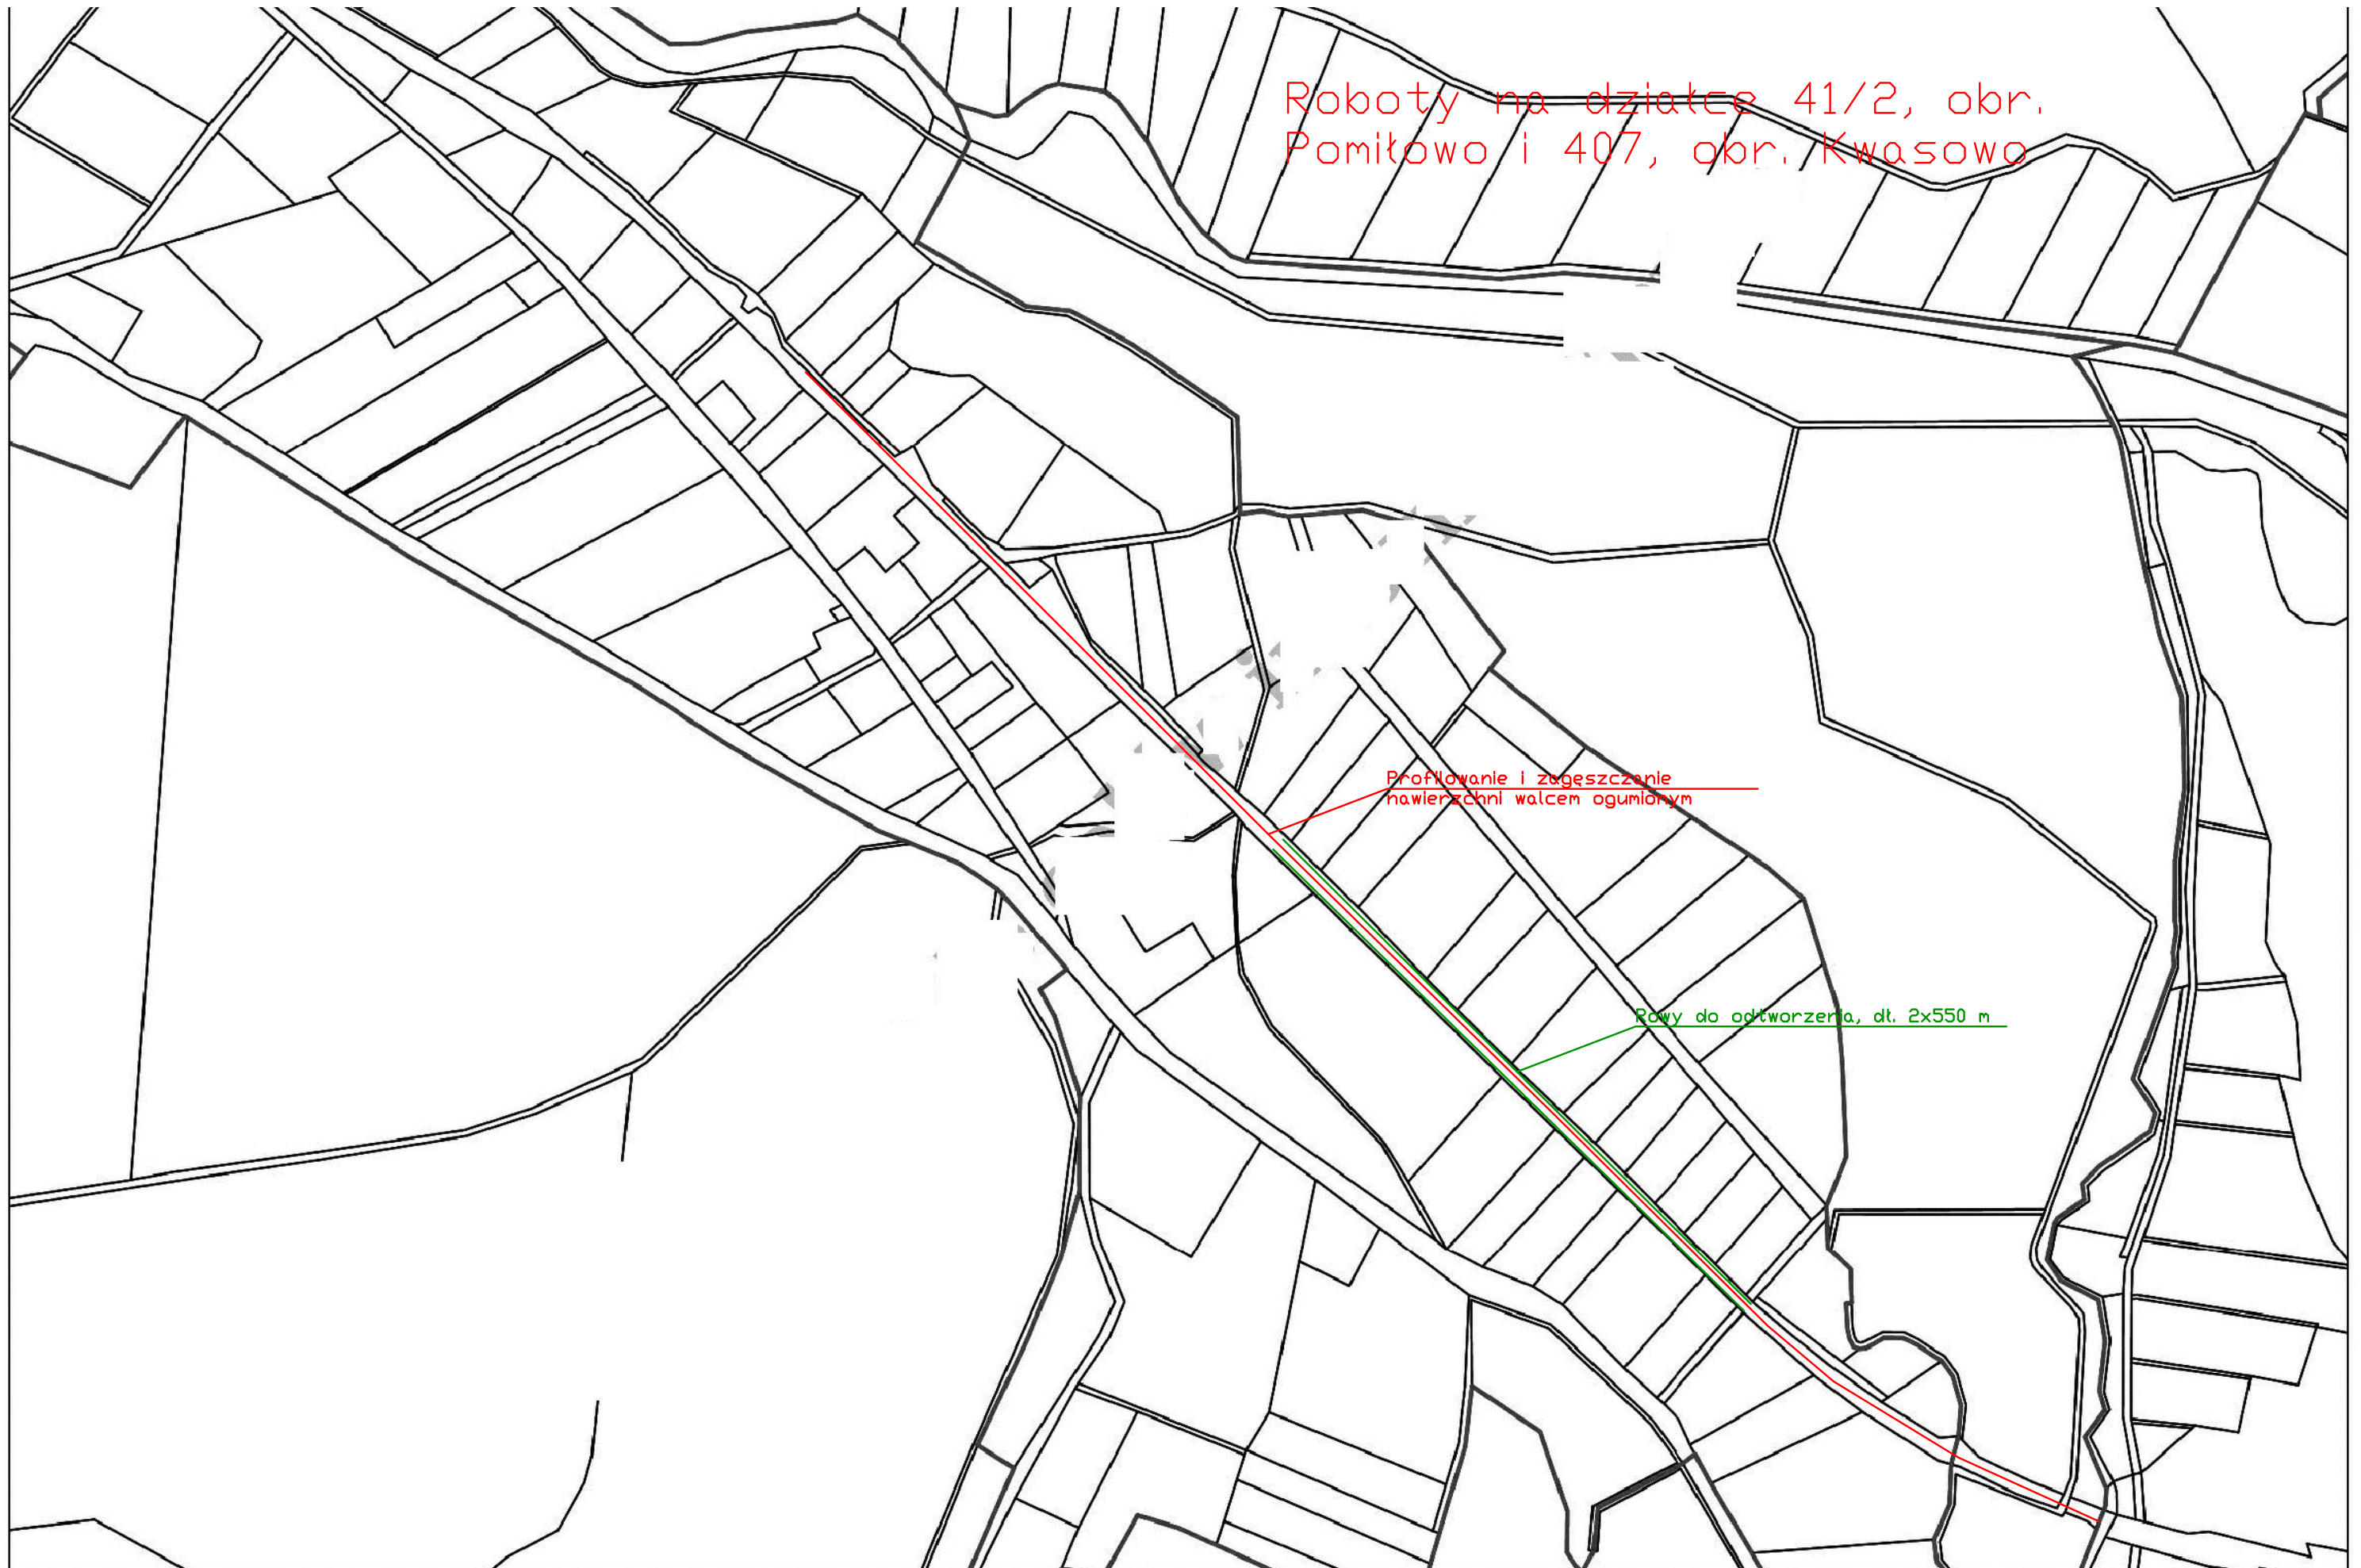 Roboty na działce 41/2, obr.
Pomiłowo i 407, obr. Kwasowo
Profilowanie i zagęszczanie
nawierzchni walcem ogumionym
Rowy do odtworzenia, dł. 2x550 m